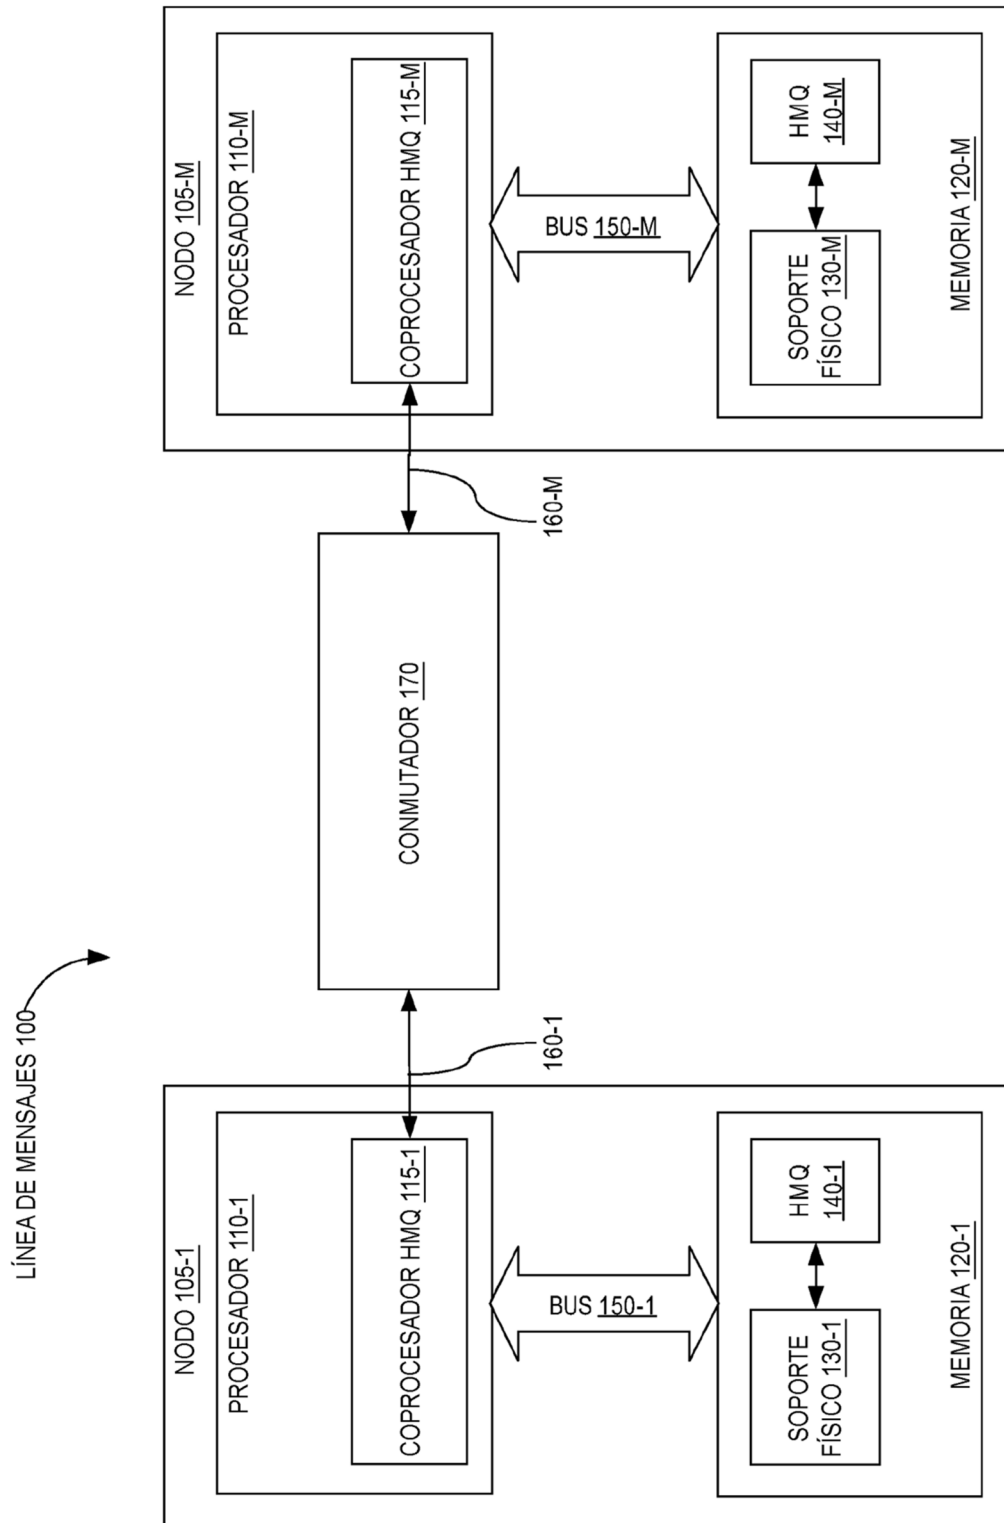 LÍNEA DE MENSAJES 100
NODO 105-1
PROCESADOR 110-1
COPROCESADOR HMQ 115-1
BUS 150-1
SOPORTE
FÍSICO 130-1
HMQ
140-1
MEMORIA 120-1
160-1
CONMUTADOR 170
160-M
NODO 105-M
PROCESADOR 110-M
COPROCESADOR HMQ 115-M
BUS 150-M
SOPORTE
FÍSICO 130-M
HMQ
140-M
MEMORIA 120-M